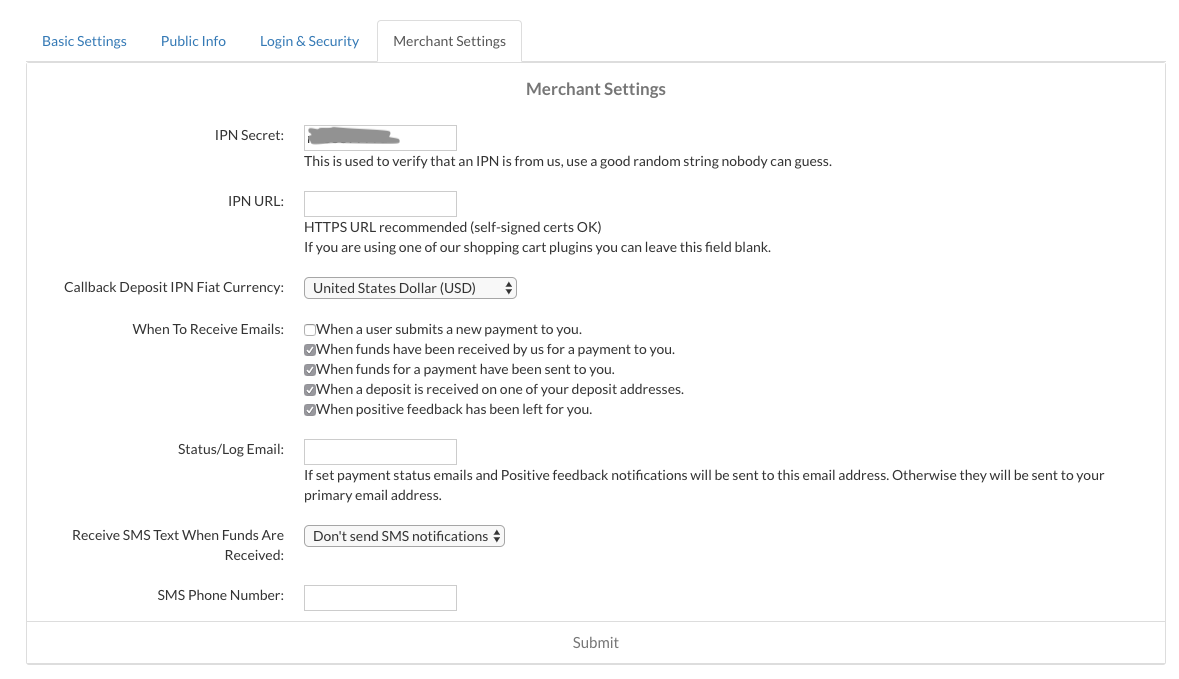 Basic Settings
Public Info
Login & Security
Merchant Settings
Merchant Settings
IPN Secret:
This is used to verify that an IPN is from us, use a good random string nobody can guess.
IPN URL:
HTTPS URL recommended (self-signed certs OK)
If you are using one of our shopping cart plugins you can leave this field blank.
Callback Deposit IPN Fiat Currency:
United States Dollar (USD)
When To Receive Emails:
When a user submits a new payment to you.
When funds have been received by us for a payment to you.
When funds for a payment have been sent to you.
When a deposit is received on one of your deposit addresses.
When positive feedback has been left for you.
Status/Log Email:
If set payment status emails and Positive feedback notifications will be sent to this email address. Otherwise they will be sent to your
primary email address.
Receive SMS Text When Funds Are
Received:
Don't send SMS notifications
SMS Phone Number:
Submit